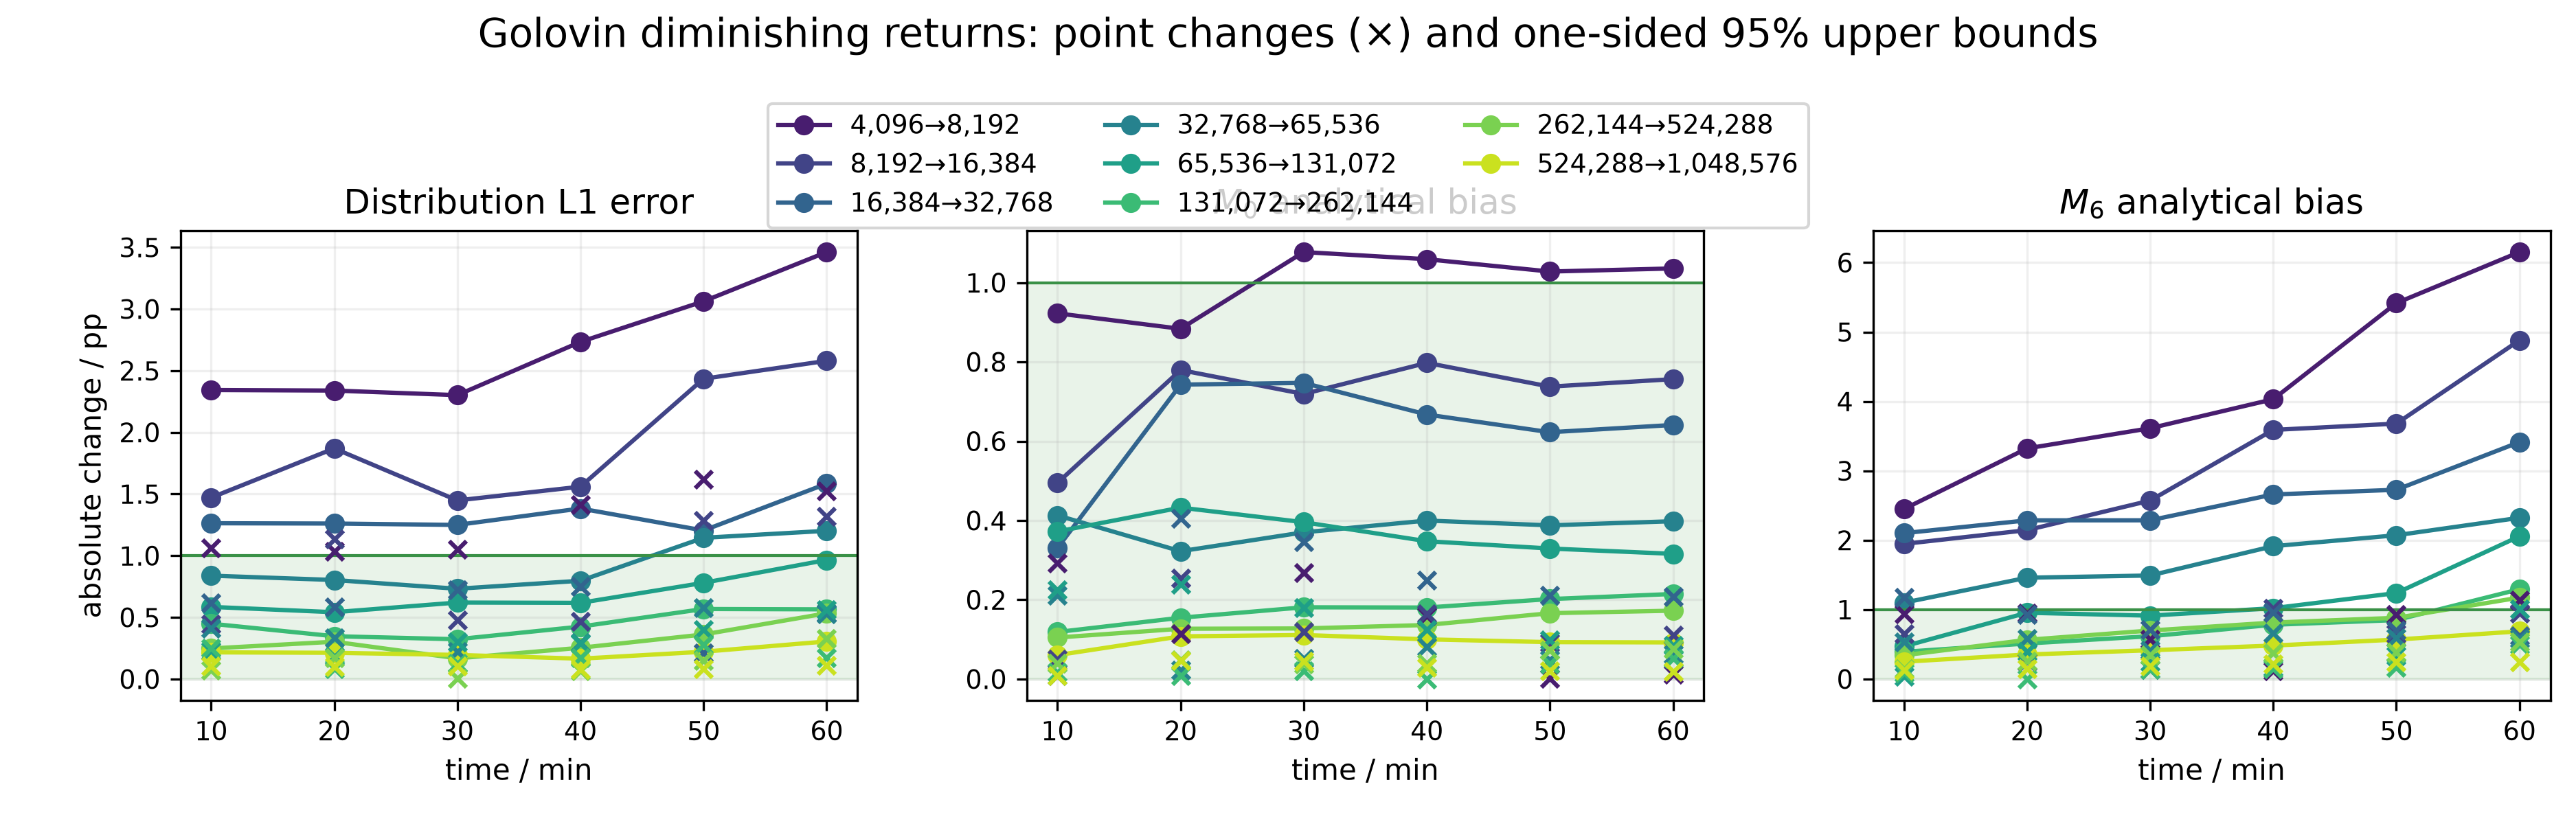 Golovin diminishing returns: point changes (×) and one-sided 95% upper bounds
4,096→8,192
8,192→16,384
16,384→32,768
32,768→65,536
65,536→131,072
131,072→262,144
262,144→524,288
524,288→1,048,576
Distribution L1 error
absolute change / pp
3.5
3.0
2.5
2.0
1.5
1.0
0.5
0.0
10 20 30 40 50 60
time / min
analytical bias
1.0
0.8
0.6
0.4
0.2
0.0
10 20 30 40 50 60
time / min
M₆ analytical bias
6
5
4
3
2
1
0
10 20 30 40 50 60
time / min